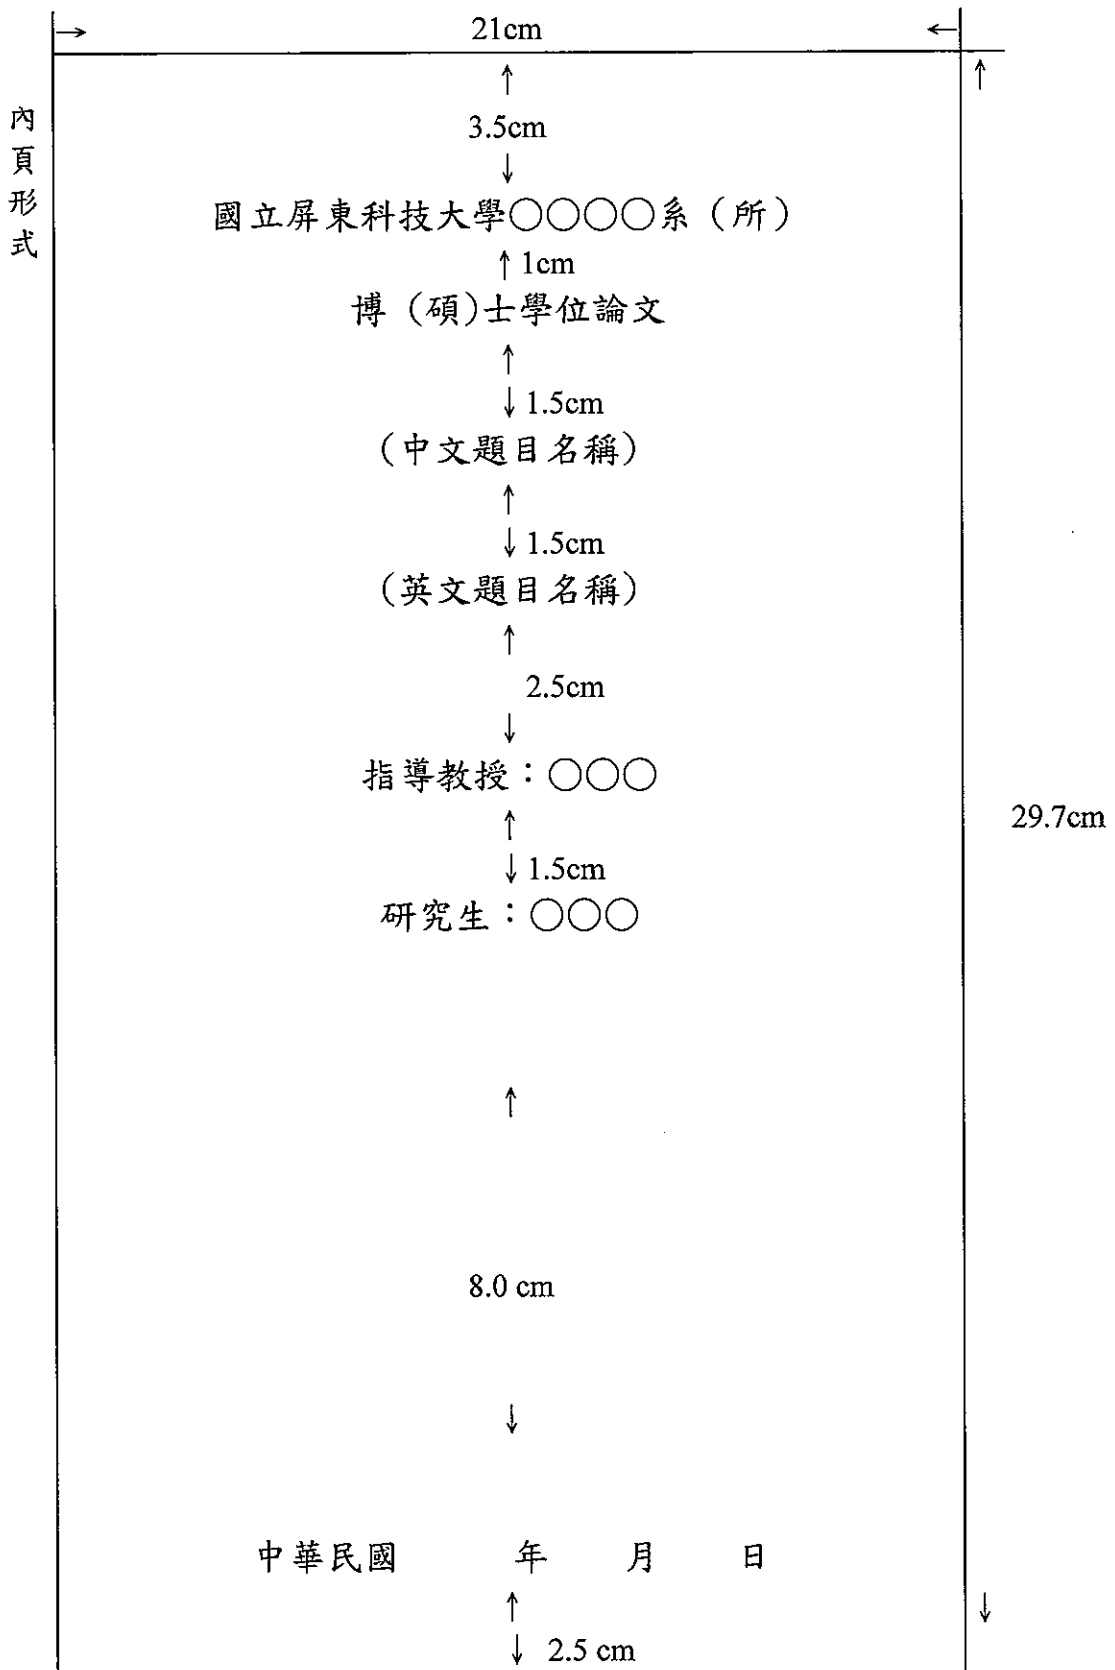 21cm
內頁形式
3.5cm
國立屏東科技大學○○○○系（所）
1cm
博（碩）士學位論文
1.5cm
（中文題目名稱）
1.5cm
（英文題目名稱）
2.5cm
指導教授：○○○
29.7cm
1.5cm
研究生：○○○
8.0 cm
中華民國　　　年　　月　　日
2.5 cm